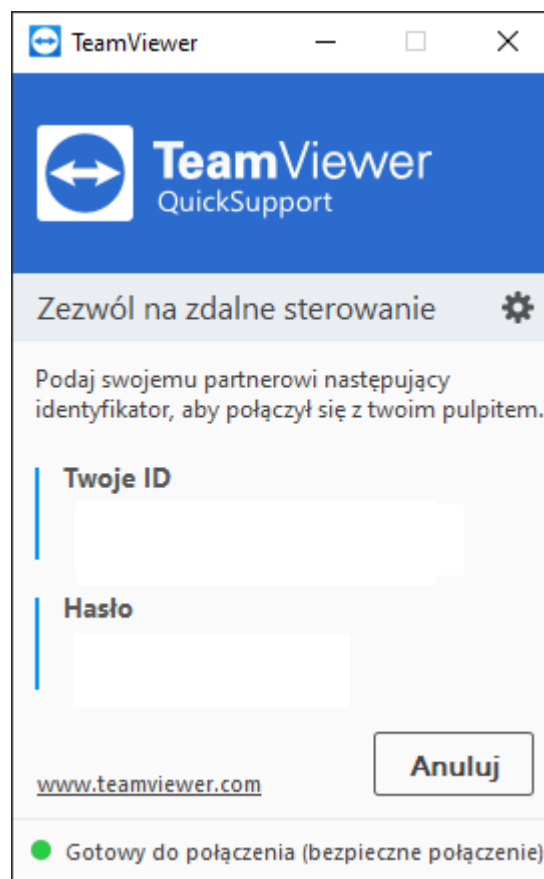 TeamViewer
TeamViewer
QuickSupport
Zezwól na zdalne sterowanie
Podaj swojemu partnerowi następujący
identyfikator, aby połączył się z twoim pulpitem.
Twoje ID
Hasło
Anuluj
www.teamviewer.com
Gotowy do połączenia (bezpieczne połączenie)